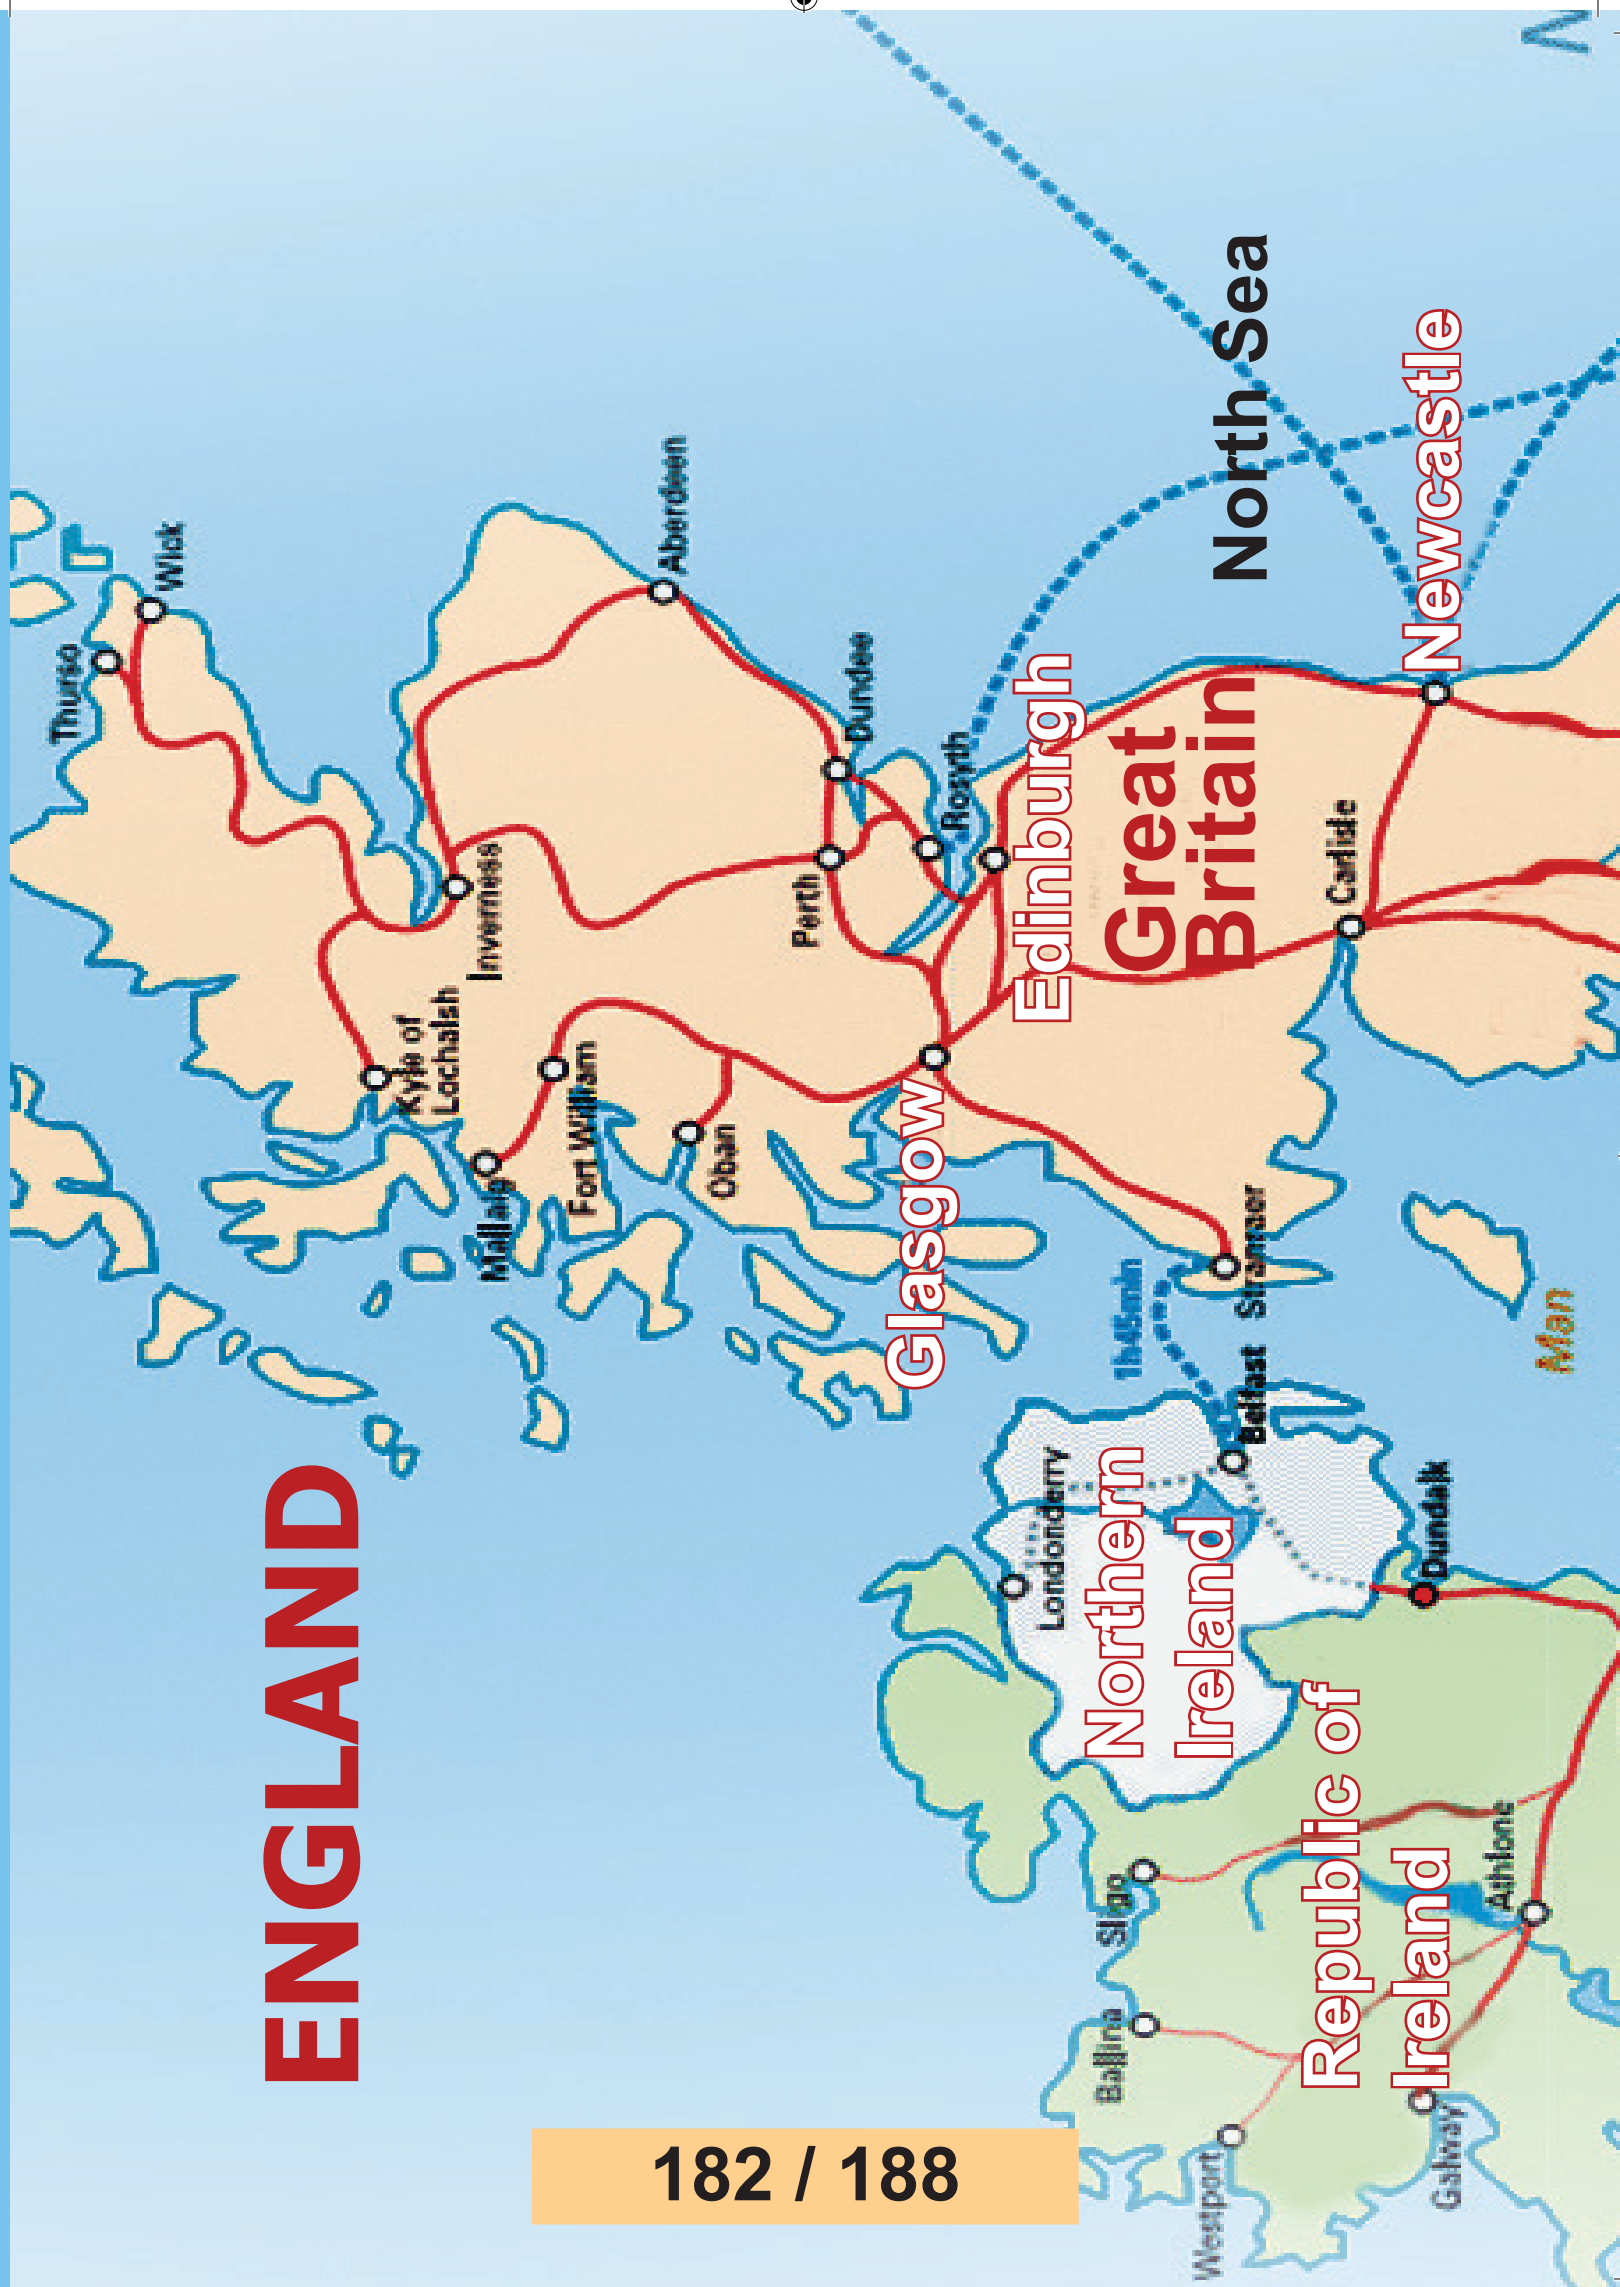 ENGLAND
Thurso
Wick
Kyle of
Lochalsh
Inverness
Mallaig
Fort William
Aberdeen
Oban
Perth
Dundee
Glasgow
Rosyth
Edinburgh
Great
Britain
North Sea
Newcastle
Carlisle
1h45min
Stranraer
Belfast
Man
Londonderry
Northern
Ireland
Dundalk
Republic of
Ireland
Sligo
Athlone
Ballina
Westport
Galway
N
182 / 188